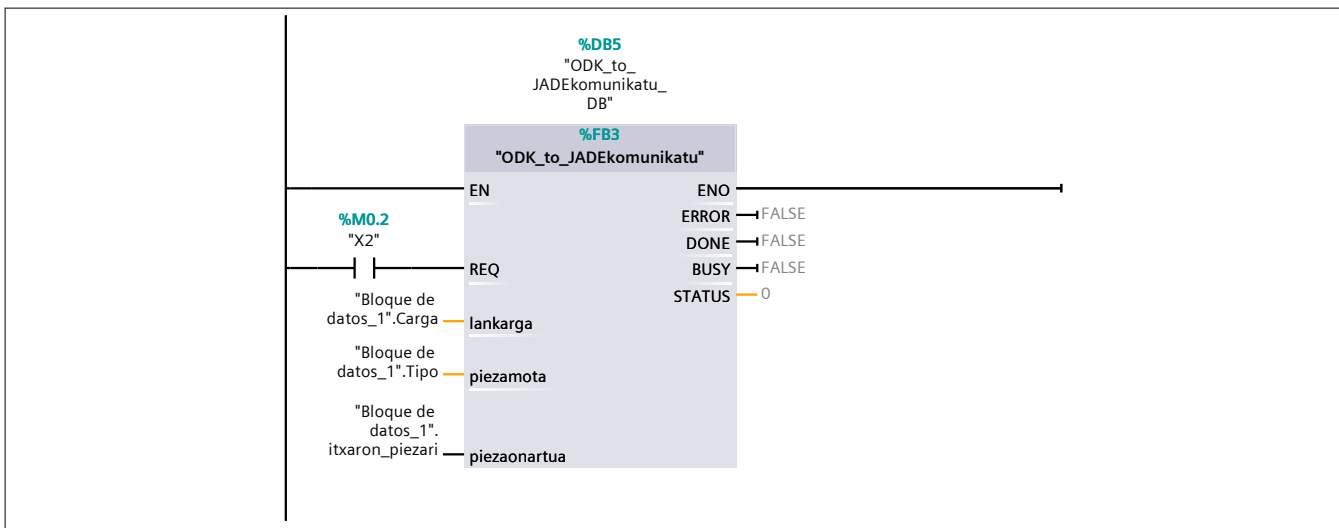 %DB5
"ODK_to_
JADEkomunikatu_
DB"
%FB3
"ODK_to_JADEkomunikatu"
EN
ENO
%M0.2
"X2"
ERROR
FALSE
DONE
FALSE
REQ
BUSY
FALSE
STATUS
0
"Bloque de
datos_1".Carga
lankarga
"Bloque de
datos_1".Tipo
piezamota
"Bloque de
datos_1".
itxaron_piezari
piezaonartua